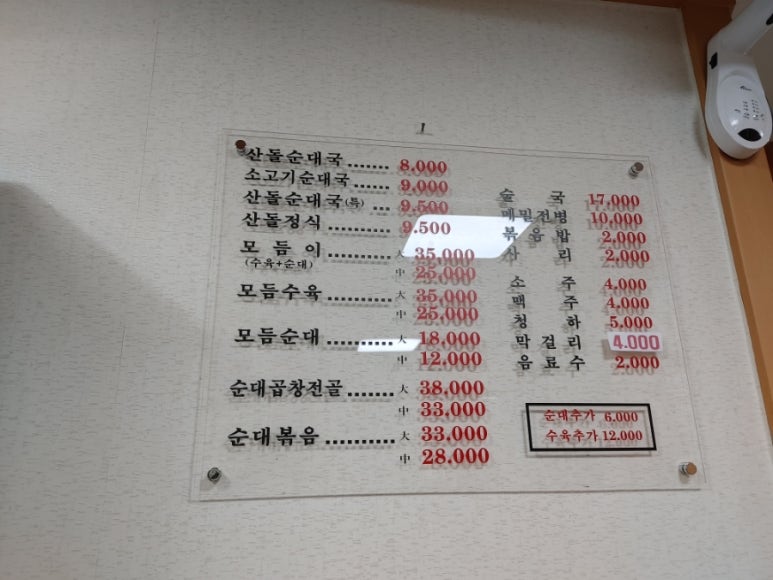 산돌순대국 ....... 8.000
소고기순대국 ..... 9.000
산돌순대국(특) ... 9.500
산돌정식 ........... 9.500
모듬이 ........... 大 35.000
(수육+순대)
中 25.000
모듬수육 ......... 大 35.000
中 25.000
모듬순대 ......... 大 18.000
中 12.000
순대곱창전골 ....... 大 38.000
中 33.000
순대볶음 .......... 大 33.000
中 28.000
술 국 17.000
메밀전병 10.000
볶음밥 2.000
사 리 2.000
소 주 4.000
맥 주 4.000
청 하 5.000
막걸리 4.000
음료수 2.000
순대추가 6.000
수육추가 12.000